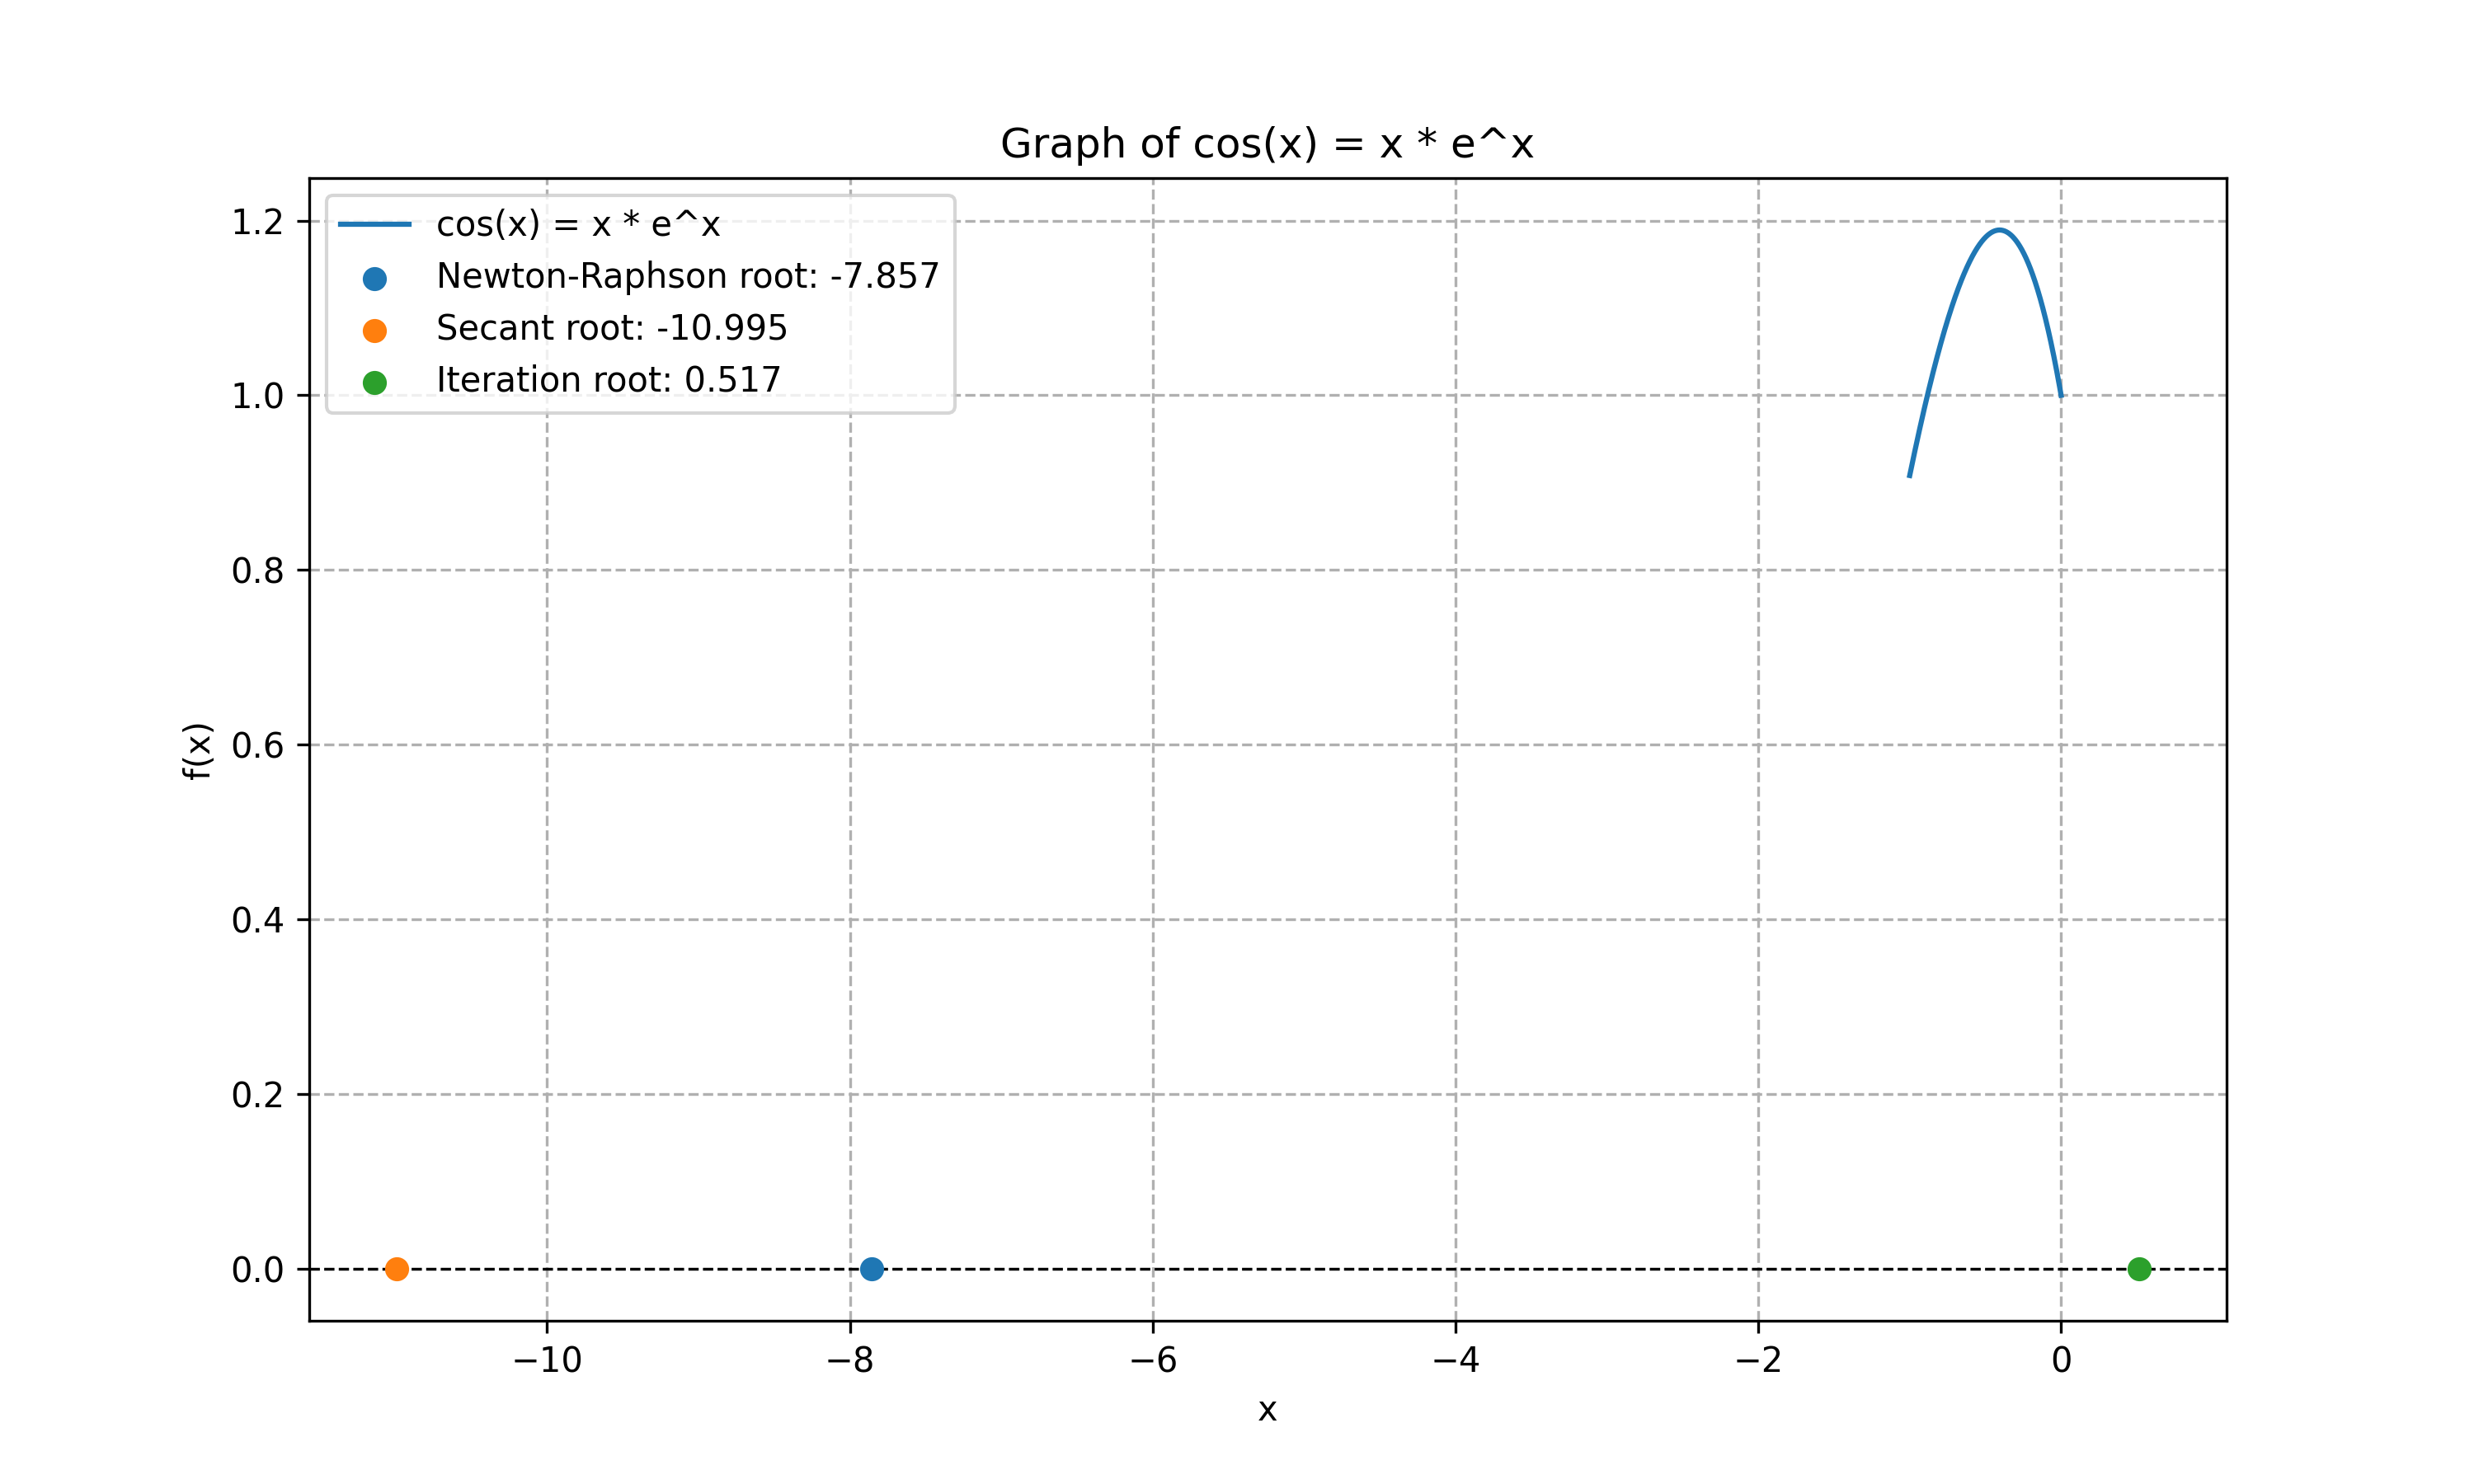 Graph of cos(x) = x * e^x
cos(x) = x * e^x
Newton-Raphson root: -7.857
Secant root: -10.995
Iteration root: 0.517
1.2
1.0
0.8
0.6
0.4
0.2
0.0
f(x)
−10
−8
−6
−4
−2
0
x